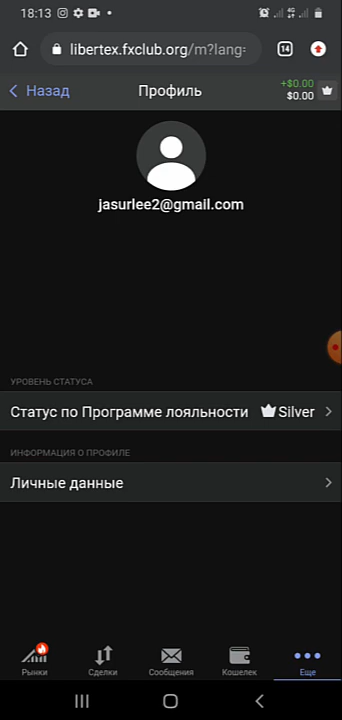 18:13
14
libertex.fxclub.org/m?lang=
Назад
Профиль
+$0.00
$0.00
jasurlee2@gmail.com
УРОВЕНЬ СТАТУСА
Статус по Программе лояльности
Silver
ИНФОРМАЦИЯ О ПРОФИЛЕ
Личные данные
Рынки
Сделки
Сообщения
Кошелек
Еще